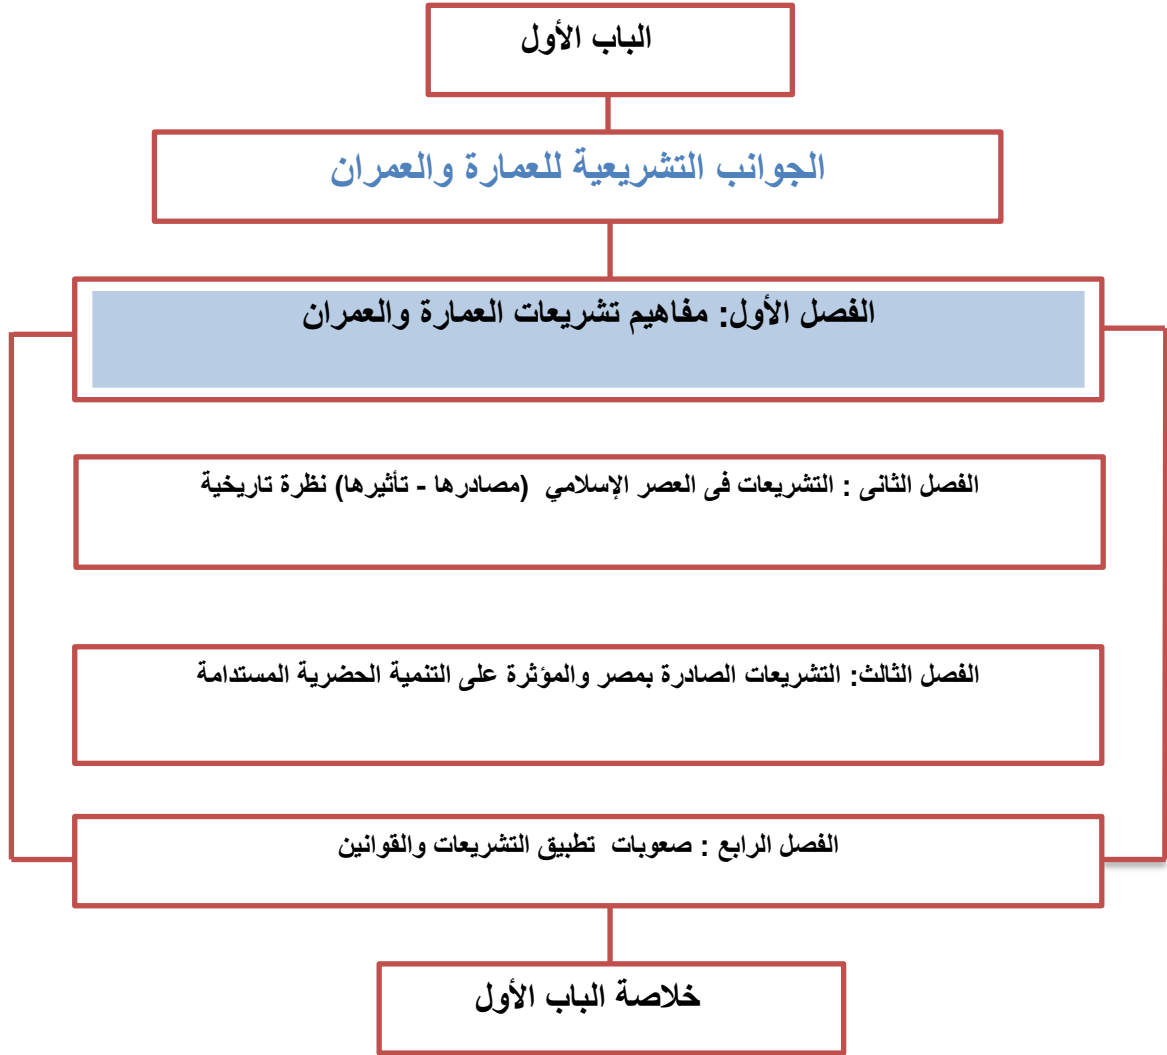 الباب الأول
الجوانب التشريعية للعمارة والعمران
الفصل الأول: مفاهيم تشريعات العمارة والعمران
الفصل الثانى : التشريعات فى العصر الإسلامي (مصادرها - تأثيرها) نظرة تاريخية
الفصل الثالث: التشريعات الصادرة بمصر والمؤثرة على التنمية الحضرية المستدامة
الفصل الرابع : صعوبات تطبيق التشريعات والقوانين
خلاصة الباب الأول